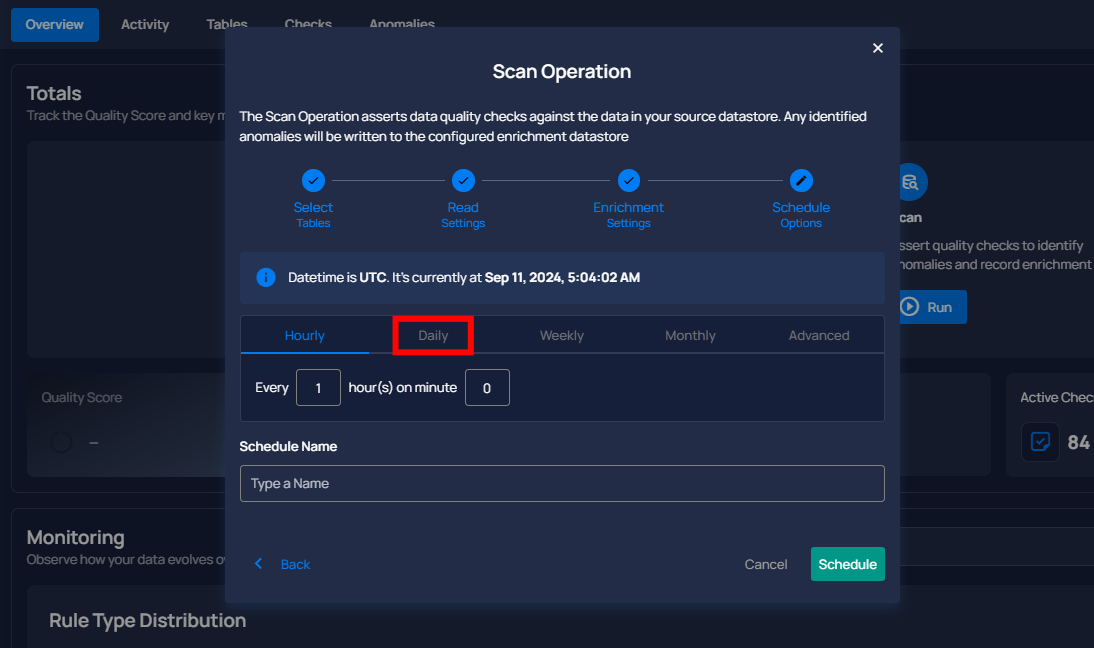 Overview Activity Tables Checks Anomalies
Scan Operation
The Scan Operation asserts data quality checks against the data in your source datastore. Any identified
anomalies will be written to the configured enrichment datastore
Select
Tables
Read
Settings
Enrichment
Settings
Schedule
Options
Datetime is UTC. It's currently at Sep 11, 2024, 5:04:02 AM
Hourly Daily Weekly Monthly Advanced
Every 1 hour(s) on minute 0
Schedule Name
Type a Name
Back Cancel Schedule
Totals
Track the Quality Score and key
Quality Score
–
Monitoring
Observe how your data evolves
Rule Type Distribution
quality checks to identify
and record enrichment
Run
Active
84